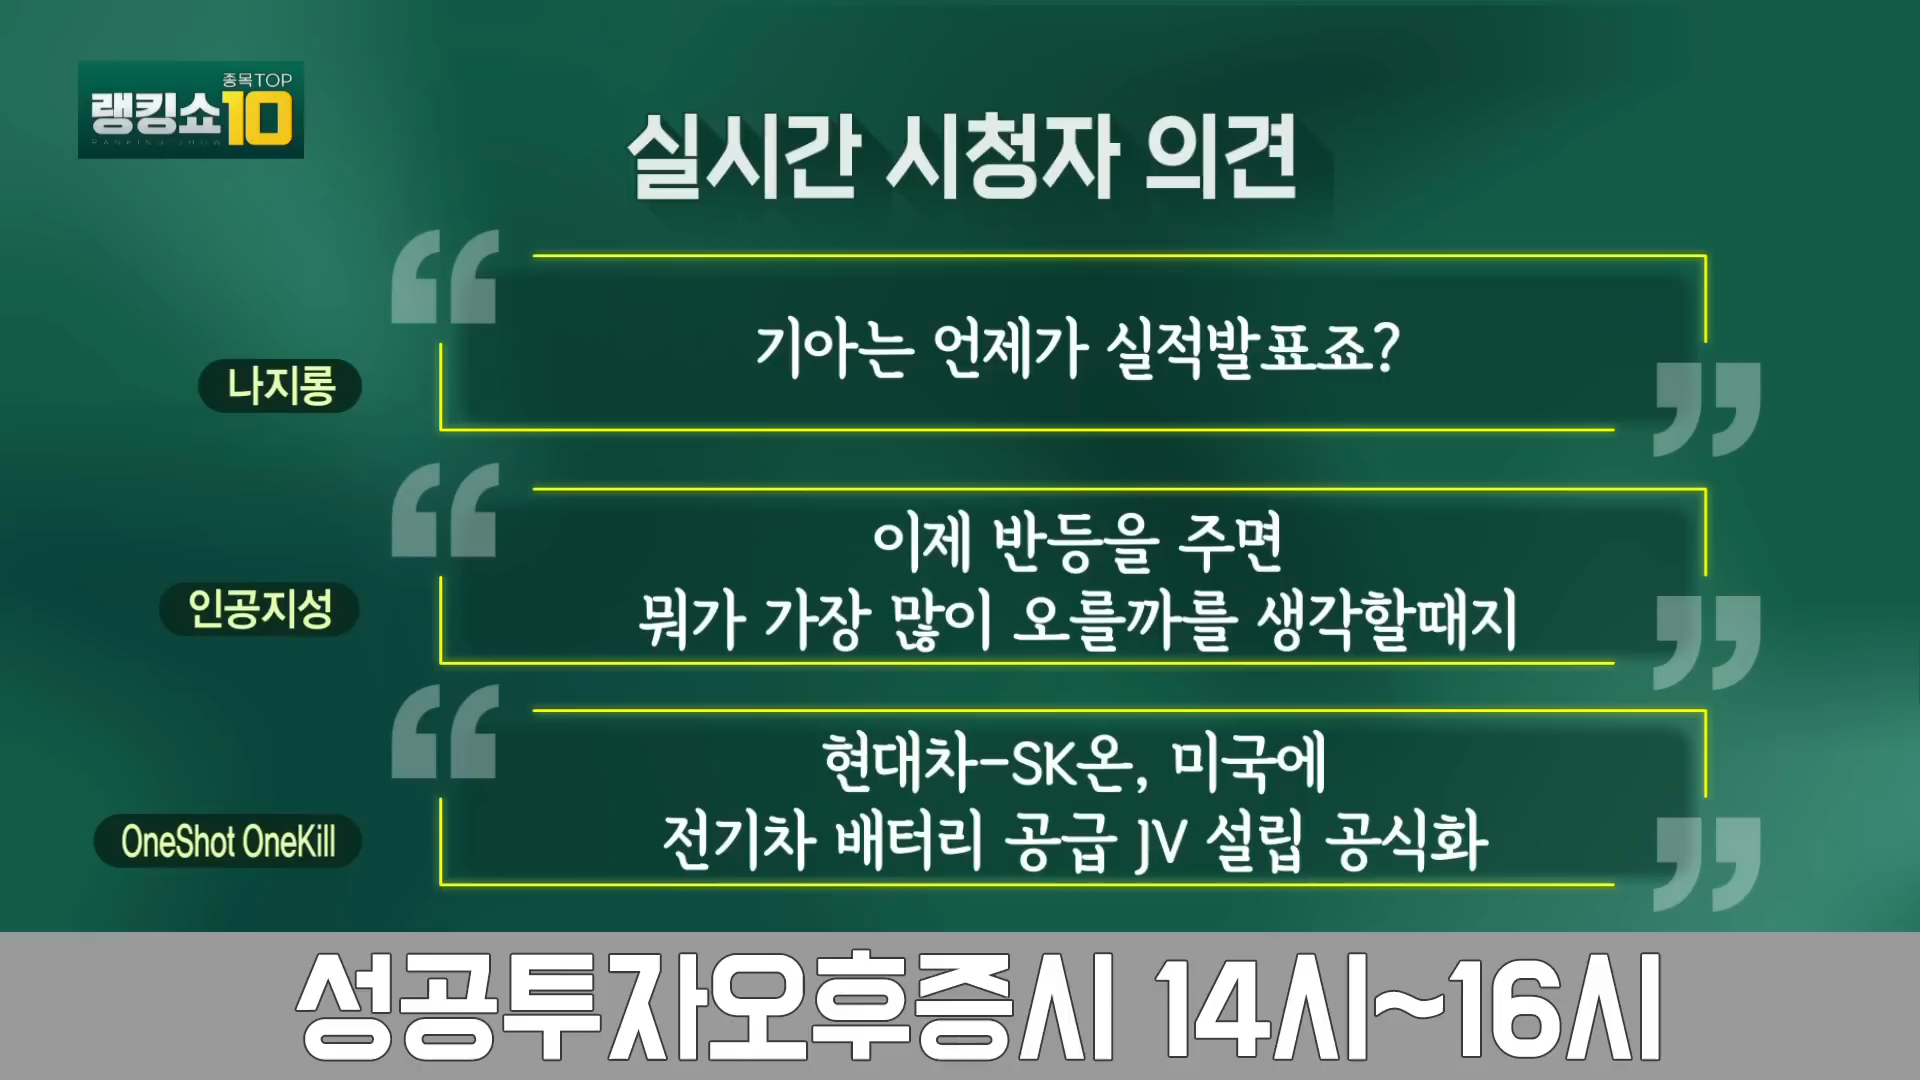 종목TOP
랭킹쇼10
RANKING SHOW
실시간 시청자 의견
나지롱
기아는 언제가 실적발표죠?
인공지성
이제 반등을 주면
뭐가 가장 많이 오를까를 생각할때지
OneShot OneKill
현대차-SK온, 미국에
전기차 배터리 공급 JV 설립 공식화
성공투자오후증시 14시~16시